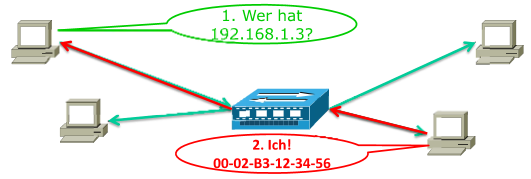 1. Wer hat
192.168.1.3?
2. Ich!
00-02-B3-12-34-56